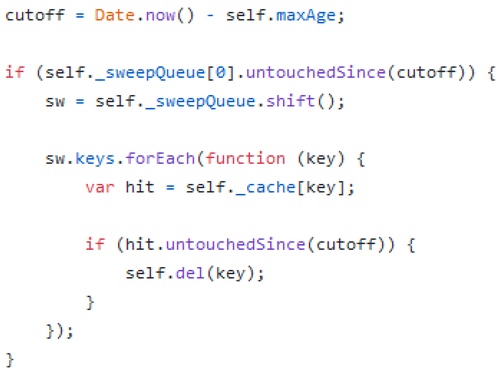 cutoff = Date.now() - self.maxAge;
if (self._sweepQueue[0].untouchedSince(cutoff)) {
    sw = self._sweepQueue.shift();
    sw.keys.forEach(function (key) {
        var hit = self._cache[key];
        if (hit.untouchedSince(cutoff)) {
            self.del(key);
        }
    });
}